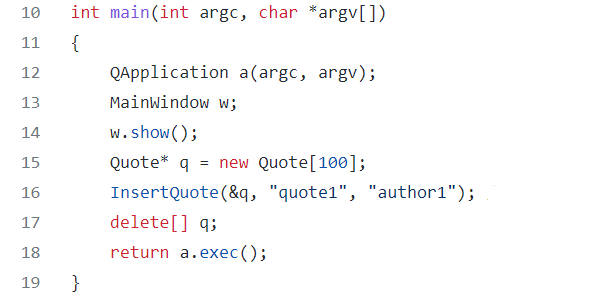 10 int main(int argc, char *argv[])
11 {
12     QApplication a(argc, argv);
13     MainWindow w;
14     w.show();
15     Quote* q = new Quote[100];
16     InsertQuote(&q, "quote1", "author1");
17     delete[] q;
18     return a.exec();
19 }